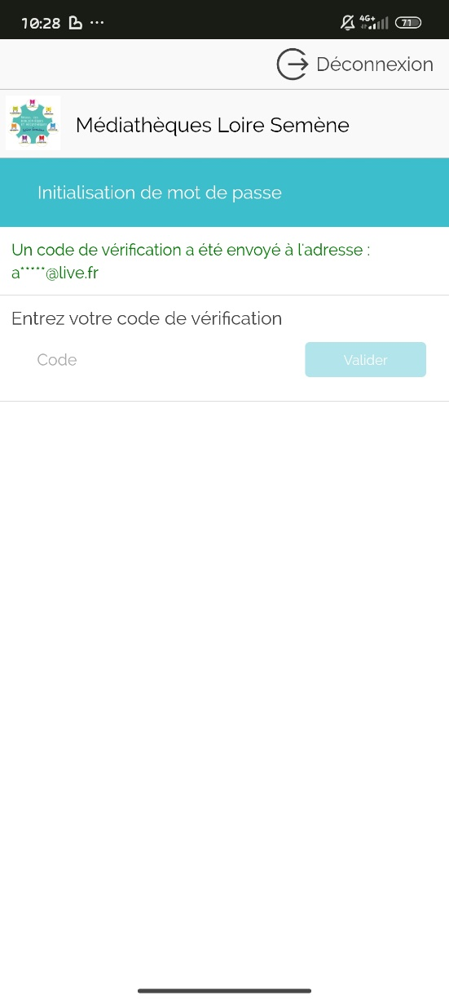 10:28 ...
4G+ 71
Déconnexion
Médiathèques Loire Semène
Initialisation de mot de passe
Un code de vérification a été envoyé à l'adresse :
a*****@live.fr
Entrez votre code de vérification
Code Valider